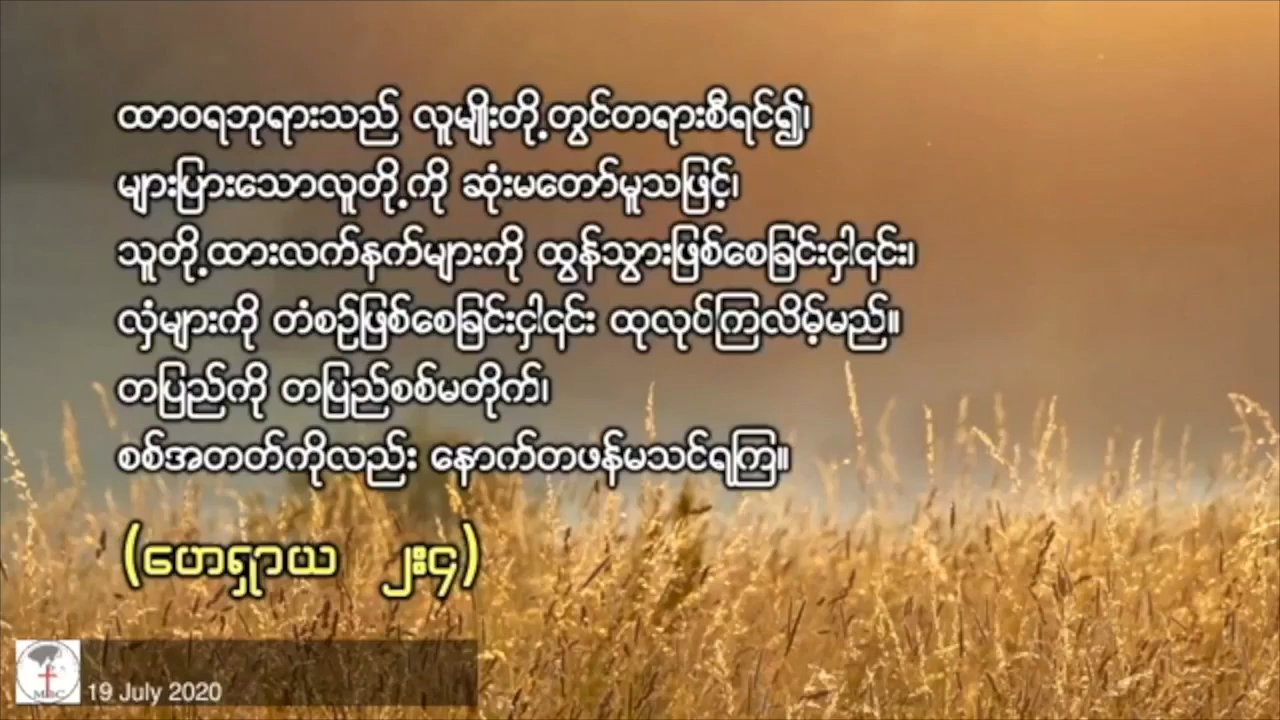 ထာဝရဘုရားသည် လူမျိုးတို့တွင်တရားစီရင်၍၊
များပြားသောလူတို့ကို ဆုံးမတော်မူသဖြင့်၊
သူတို့ထားလက်နက်များကို ထွန်သွားဖြစ်စေခြင်းငှါ၎င်း၊
လှံများကို တံစဉ်ဖြစ်စေခြင်းငှါ၎င်း ထုလုပ်ကြလိမ့်မည်။
တပြည်ကို တပြည်စစ်မတိုက်၊
စစ်အတတ်ကိုလည်း နောက်တဖန်မသင်ရကြ။
(ဟေရှာယ ၂း၄)
MBC
19 July 2020